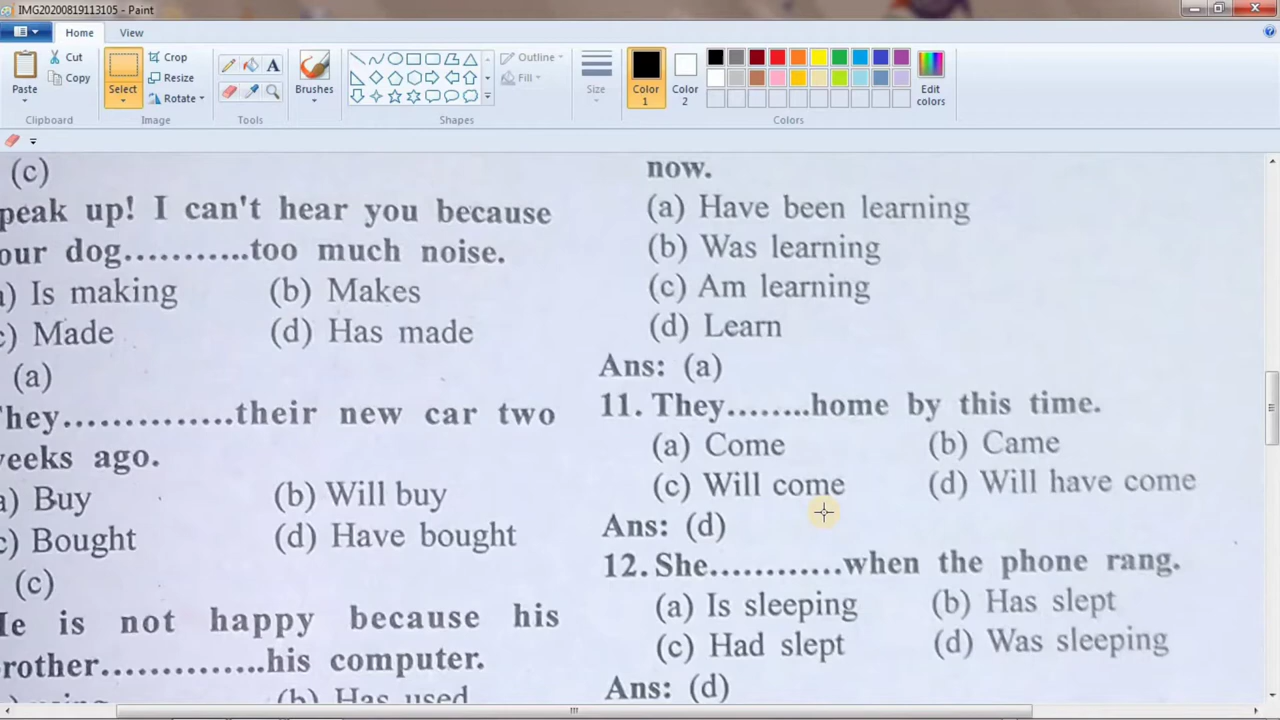 IMG20200819113105 - Paint
Home
View
Paste
Cut
Copy
Clipboard
Select
Crop
Resize
Rotate
Image
A
Tools
Brushes
Shapes
Outline
Fill
Size
Color 1
Color 2
Edit colors
Colors
(c)
peak up! I can't hear you because
our dog...........too much noise.
) Is making (b) Makes
c) Made (d) Has made
(a)
They..............their new car two
weeks ago.
a) Buy (b) Will buy
c) Bought (d) Have bought
(c)
He is not happy because his
brother..............his computer.
(b) Has used
now.
(a) Have been learning
(b) Was learning
(c) Am learning
(d) Learn
Ans: (a)
11. They........home by this time.
(a) Come (b) Came
(c) Will come (d) Will have come
Ans: (d)
12. She............when the phone rang.
(a) Is sleeping (b) Has slept
(c) Had slept (d) Was sleeping
Ans: (d)